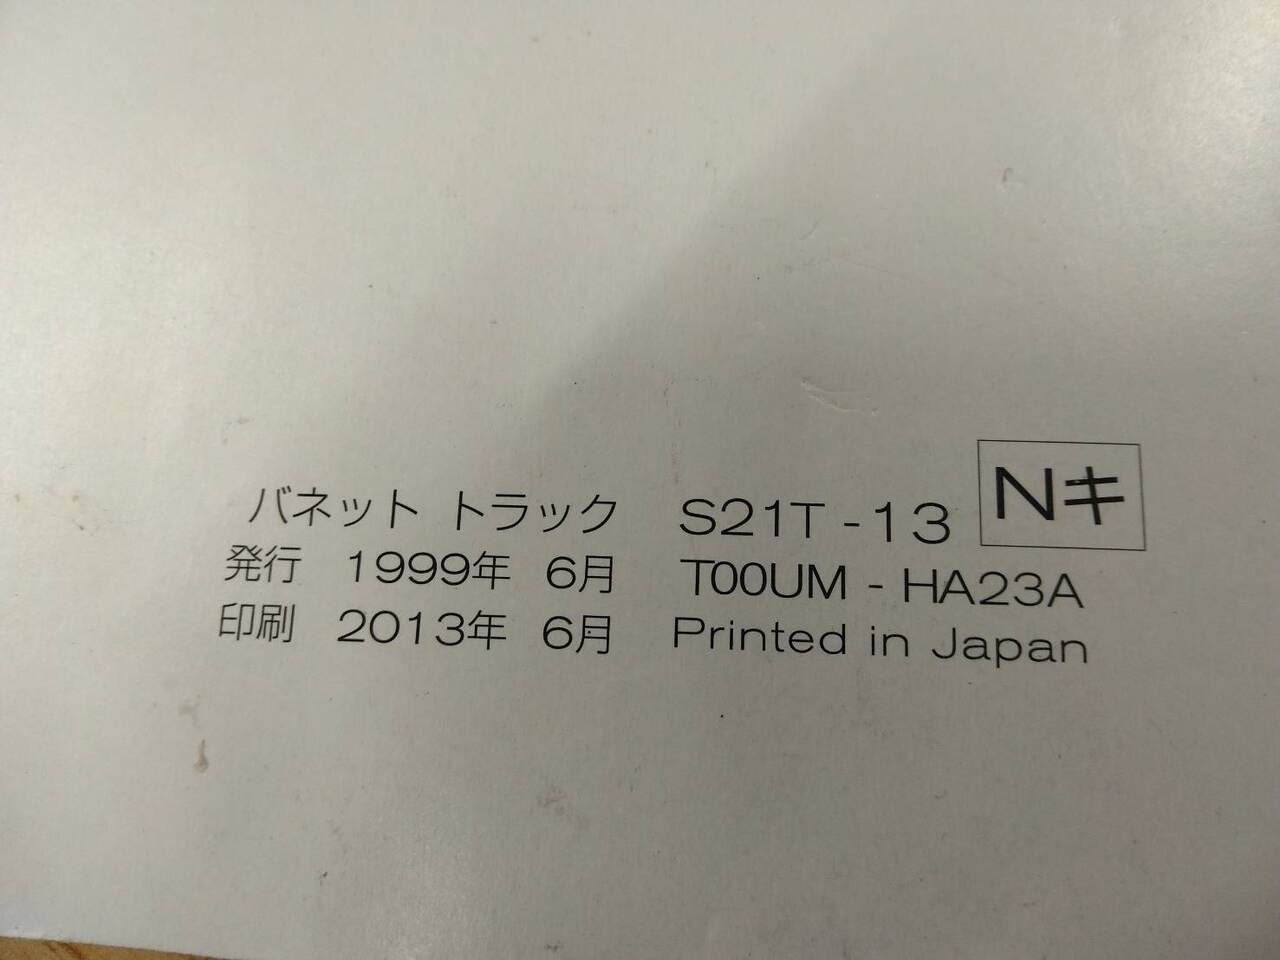 バネット トラック S21T - 13 Nキ
発行 1999年 6月 T00UM - HA23A
印刷 2013年 6月 Printed in Japan